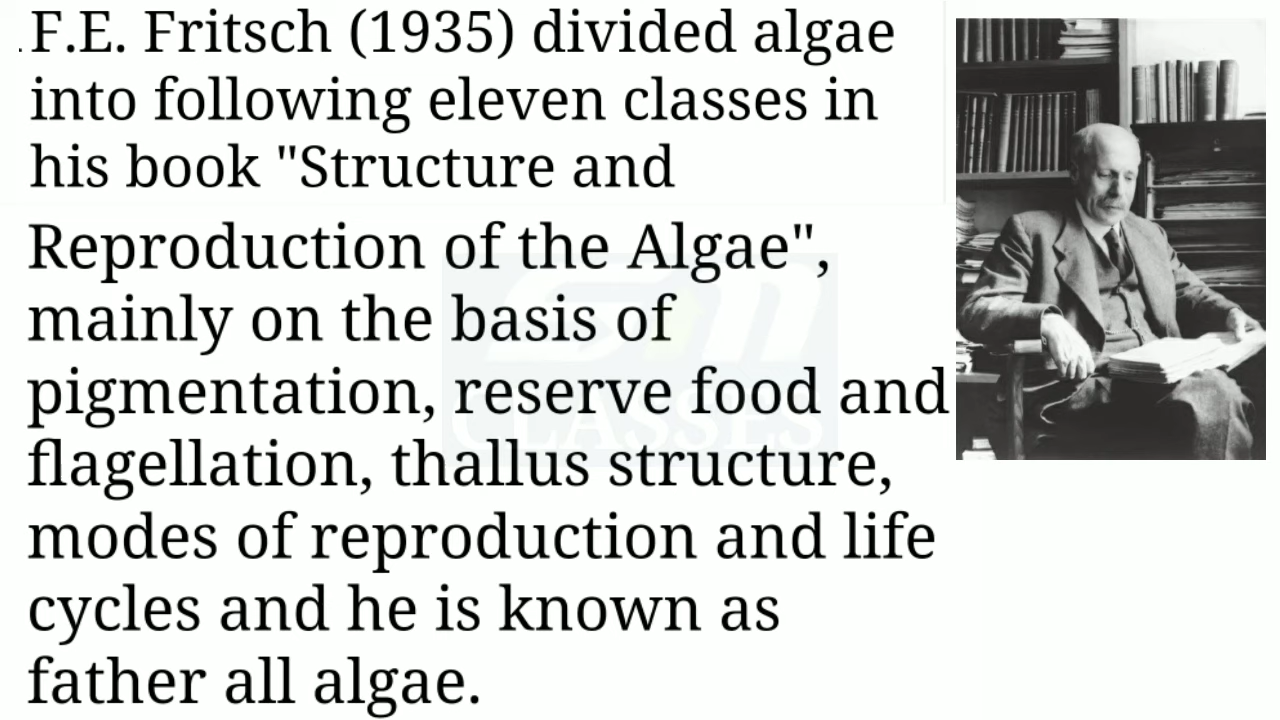 .F.E. Fritsch (1935) divided algae
into following eleven classes in
his book "Structure and
Reproduction of the Algae",
mainly on the basis of
pigmentation, reserve food and
flagellation, thallus structure,
modes of reproduction and life
cycles and he is known as
father all algae.
CLASSES